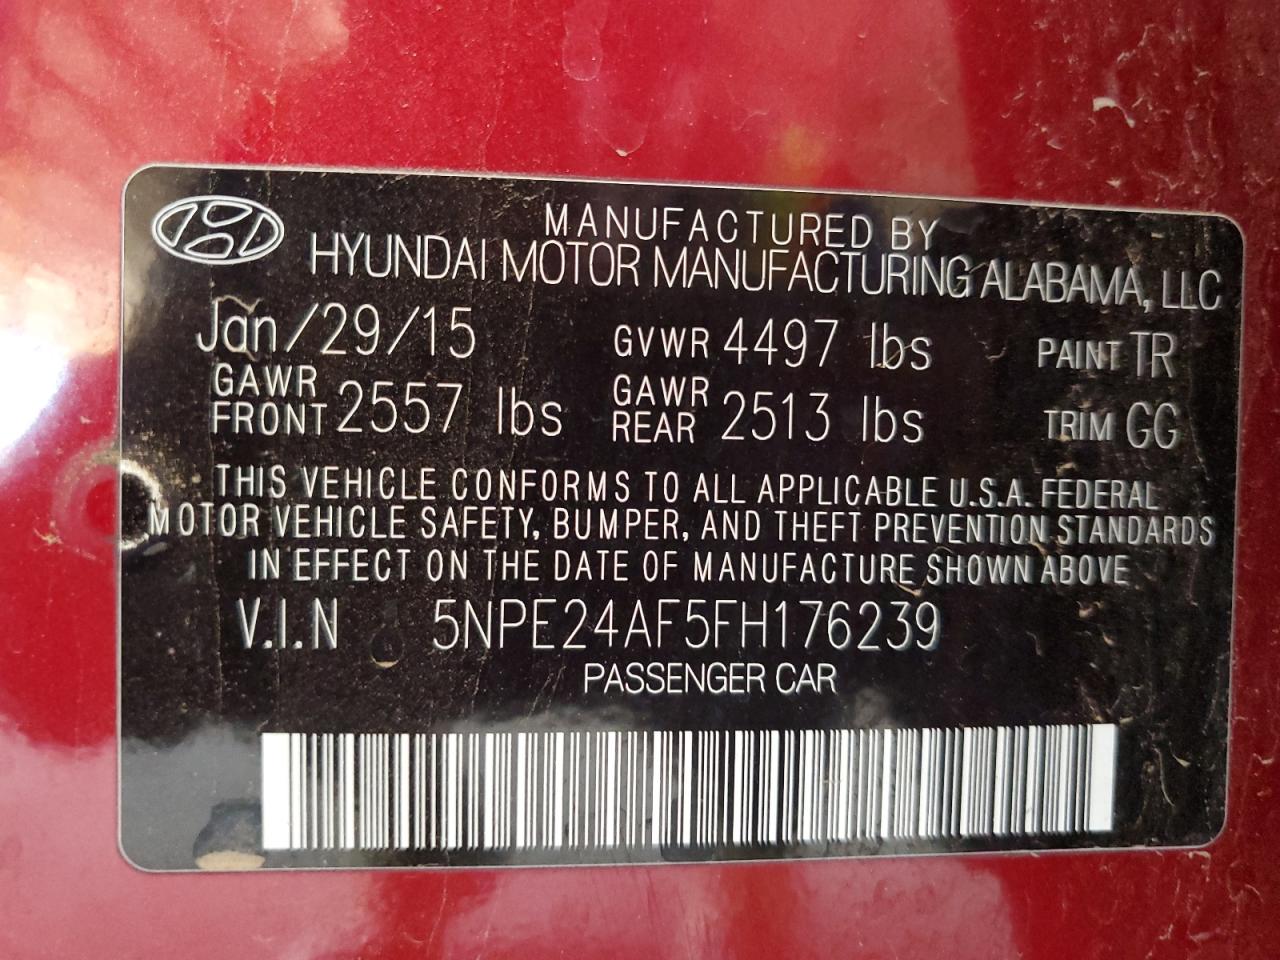 MANUFACTURED BY
HYUNDAI MOTOR MANUFACTURING ALABAMA, LLC
Jan/29/15 GVWR 4497 lbs PAINT TR
GAWR FRONT 2557 lbs GAWR REAR 2513 lbs TRIM GG
THIS VEHICLE CONFORMS TO ALL APPLICABLE U.S.A. FEDERAL
MOTOR VEHICLE SAFETY, BUMPER, AND THEFT PREVENTION STANDARDS
IN EFFECT ON THE DATE OF MANUFACTURE SHOWN ABOVE
V.I.N 5NPE24AF5FH176239
PASSENGER CAR